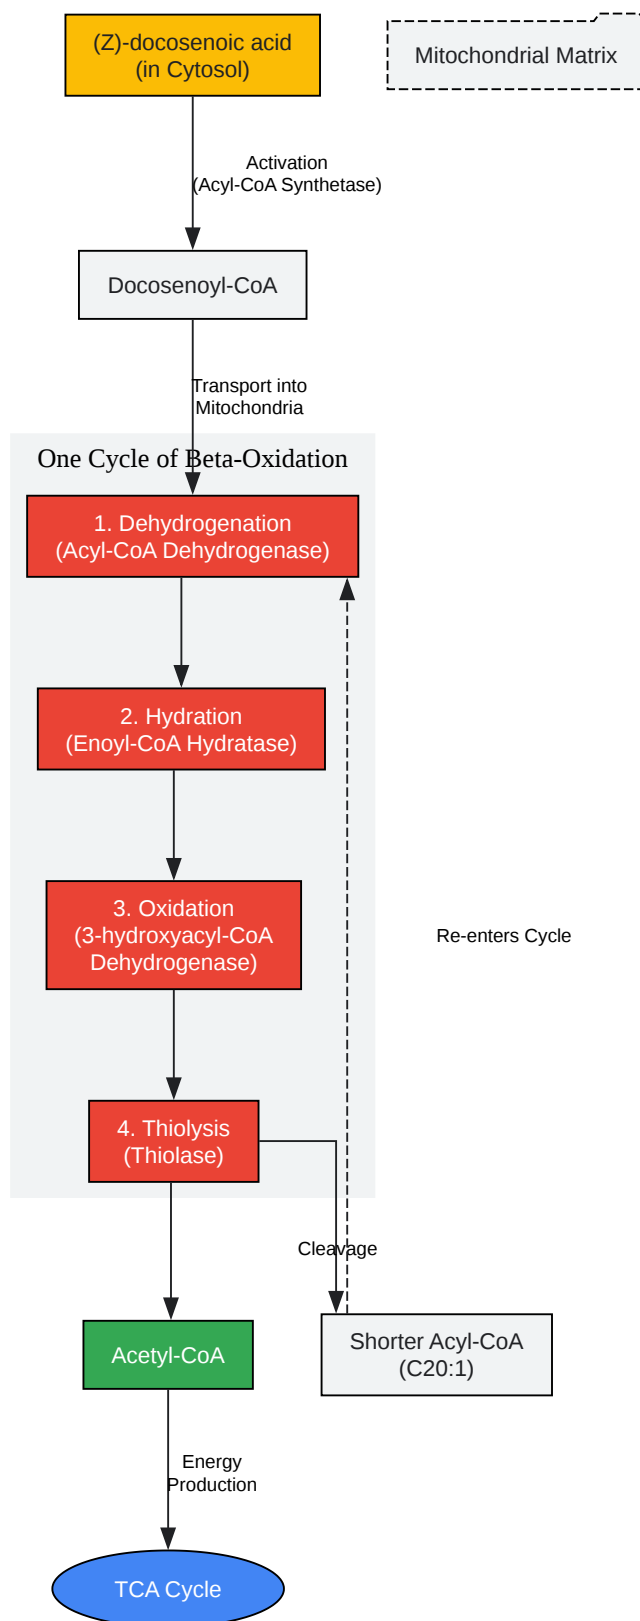 (Z)-docosenoic acid
(in Cytosol)
Mitochondrial Matrix
Activation
(Acyl-CoA Synthetase)
Docosenoyl-CoA
Transport into
Mitochondria
One Cycle of Beta-Oxidation
1. Dehydrogenation
(Acyl-CoA Dehydrogenase)
2. Hydration
(Enoyl-CoA Hydratase)
3. Oxidation
(3-hydroxyacyl-CoA
Dehydrogenase)
Re-enters Cycle
4. Thiolysis
(Thiolase)
Cleavage
Acetyl-CoA
Shorter Acyl-CoA
(C20:1)
Energy
Production
TCA Cycle